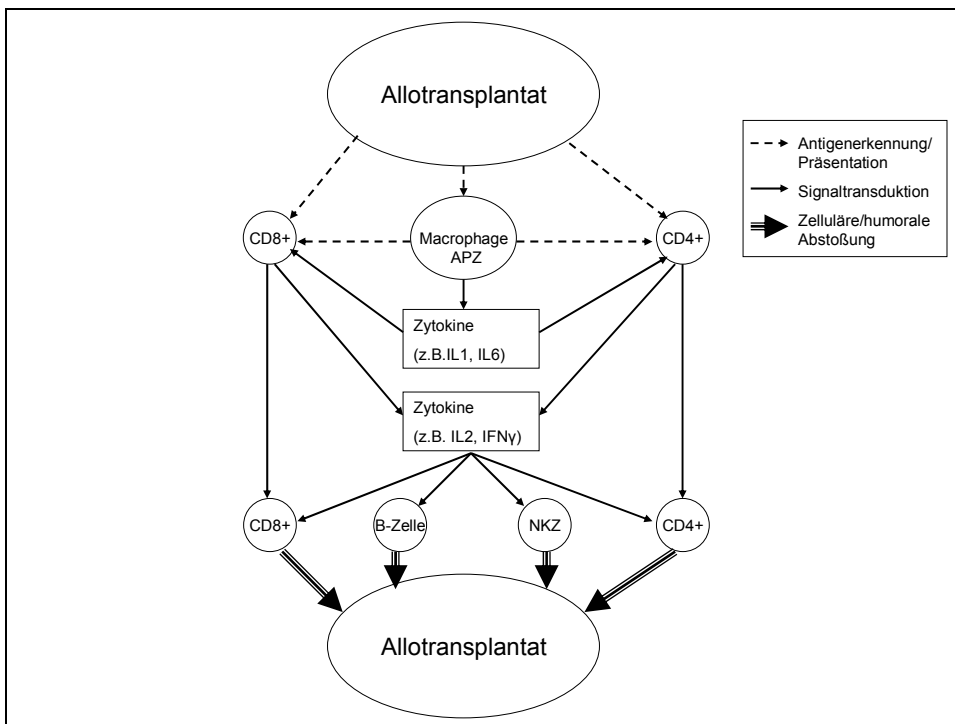 Allotransplantat
Antigenerkennung/
Präsentation
Signaltransduktion
Zelluläre/humorale
Abstoßung
CD8+
Macrophage
APZ
CD4+
Zytokine
(z.B.IL1, IL6)
Zytokine
(z.B. IL2, IFNγ)
CD8+
B-Zelle
NKZ
CD4+
Allotransplantat